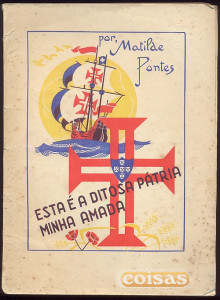 por Matilde
Pontes
ESTA É A DITOSA PÁTRIA
MINHA AMADA
coisas